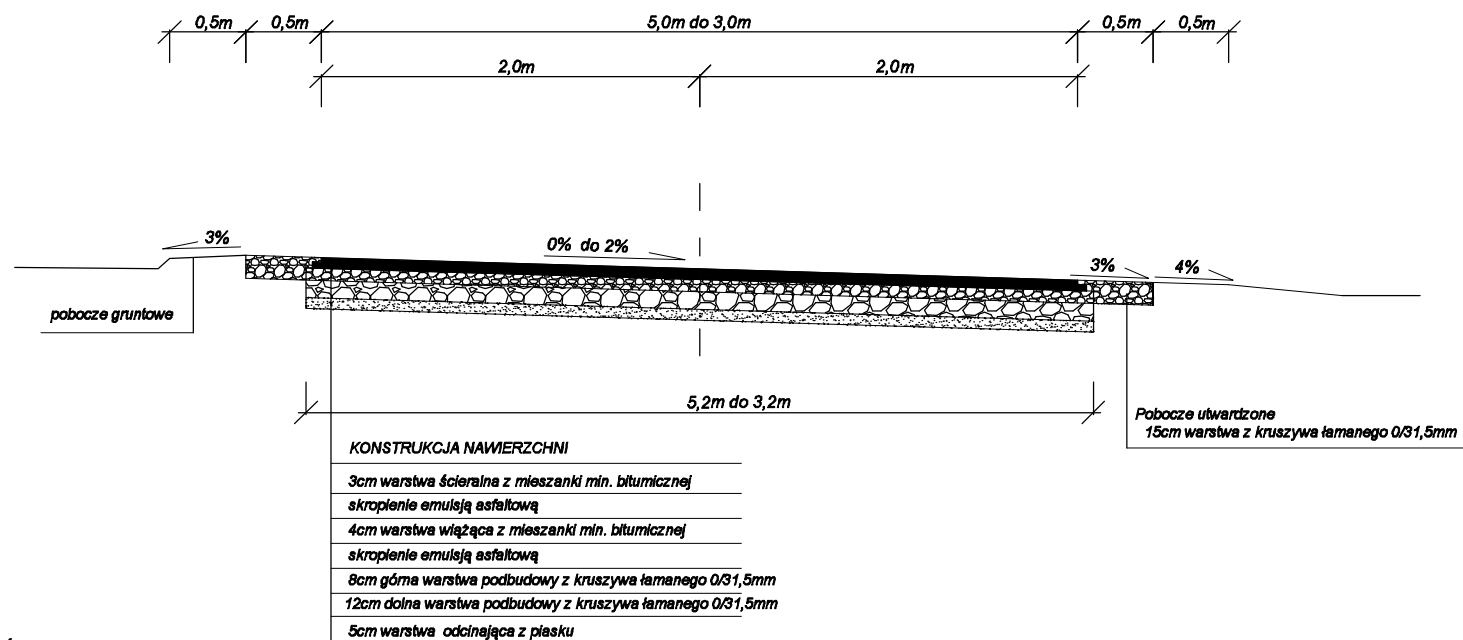 0,5m 0,5m 5,0m do 3,0m 0,5m 0,5m
2,0m 2,0m
3% 0% do 2% 3% 4%
pobocze gruntowe
5,2m do 3,2m
Pobocze utwardzone
15cm warstwa z kruszywa łamanego 0/31,5mm
KONSTRUKCJA NAWIERZCHNI
3cm warstwa ścieralna z mieszanki min. bitumicznej
skropienie emulsją asfaltową
4cm warstwa wiążąca z mieszanki min. bitumicznej
skropienie emulsją asfaltową
8cm górna warstwa podbudowy z kruszywa łamanego 0/31,5mm
12cm dolna warstwa podbudowy z kruszywa łamanego 0/31,5mm
5cm warstwa odcinająca z piasku